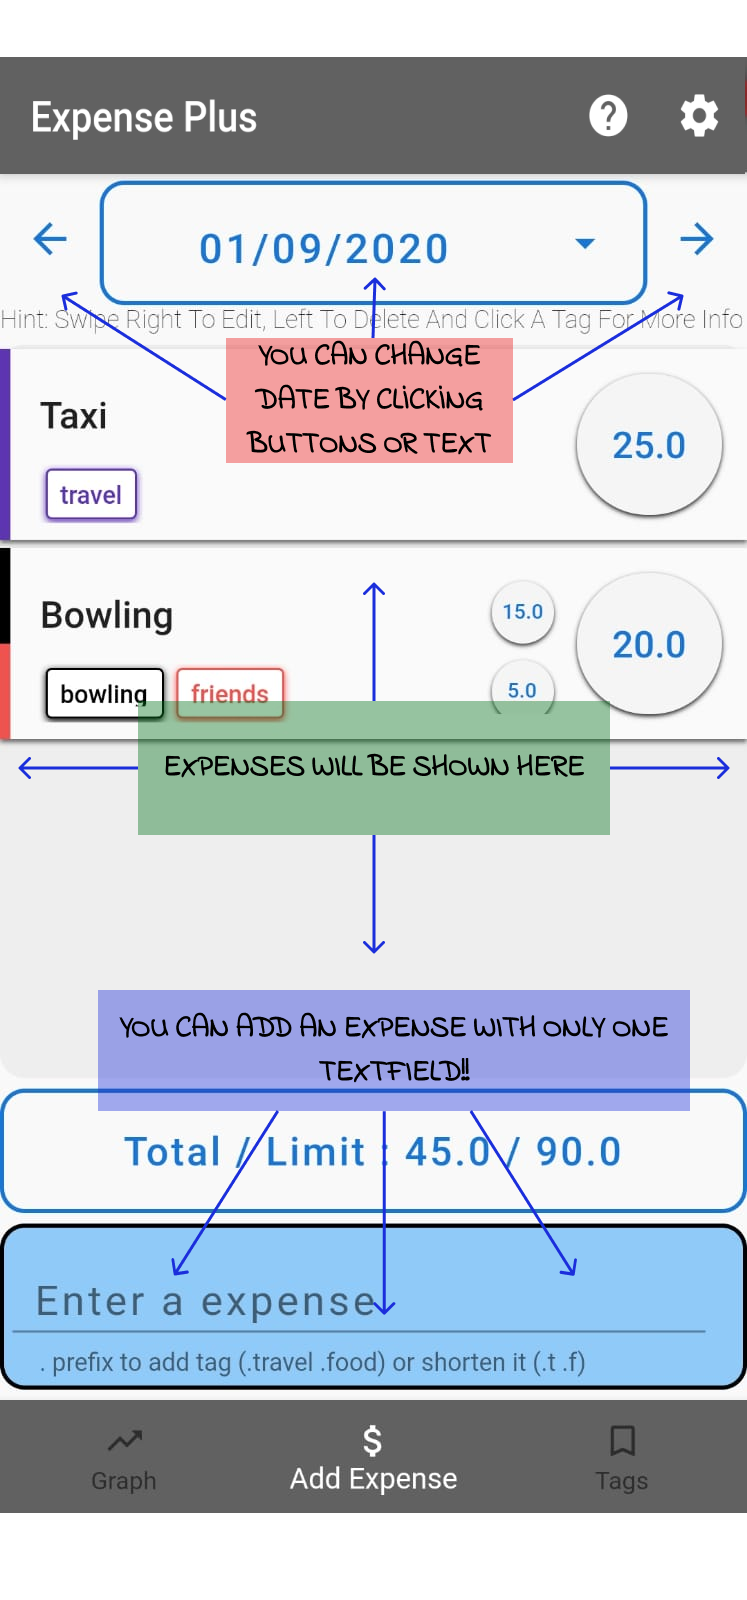 Expense Plus
01/09/2020
Hint: Swipe Right To Edit, Left To Delete And Click A Tag For More Info
YOU CAN CHANGE
DATE BY CLICKING
BUTTONS OR TEXT
Taxi
25.0
travel
Bowling
15.0
20.0
bowling friends
5.0
EXPENSES WILL BE SHOWN HERE
YOU CAN ADD AN EXPENSE WITH ONLY ONE
TEXTFIELD!!
Total / Limit : 45.0 / 90.0
Enter a expense
. prefix to add tag (.travel .food) or shorten it (.t .f)
Graph
Add Expense
Tags